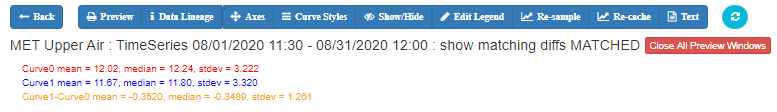 Back Preview Data Lineage Axes Curve Styles Show/Hide Edit Legend Re-sample Re-cache Text
MET Upper Air : TimeSeries 08/01/2020 11:30 - 08/31/2020 12:00 : show matching diffs MATCHED Close All Preview Windows
Curve0 mean = 12.02, median = 12.24, stdev = 3.222
Curve1 mean = 11.67, median = 11.80, stdev = 3.320
Curve1-Curve0 mean = -0.3520, median = -0.3489, stdev = 1.261